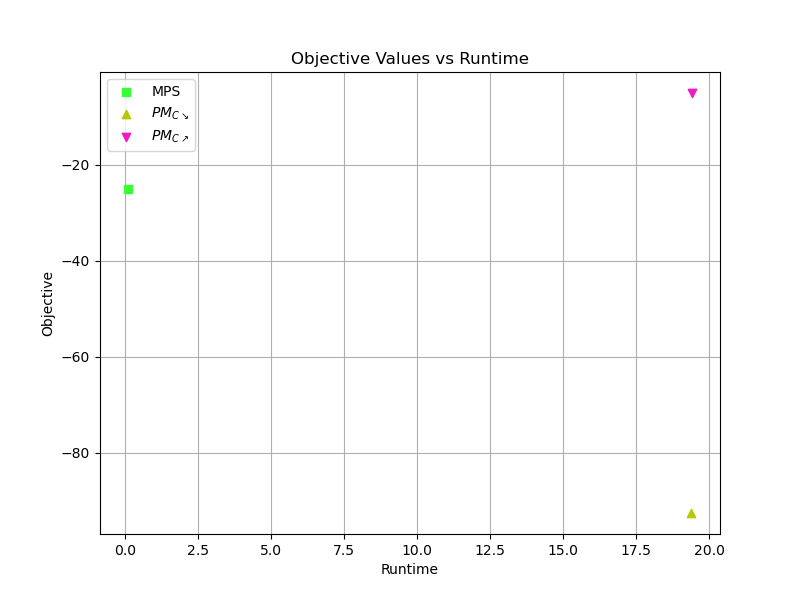 Objective Values vs Runtime
MPS
PM_{C↘}
PM_{C↗}
−20
−40
−60
−80
Objective
0.0 2.5 5.0 7.5 10.0 12.5 15.0 17.5 20.0
Runtime